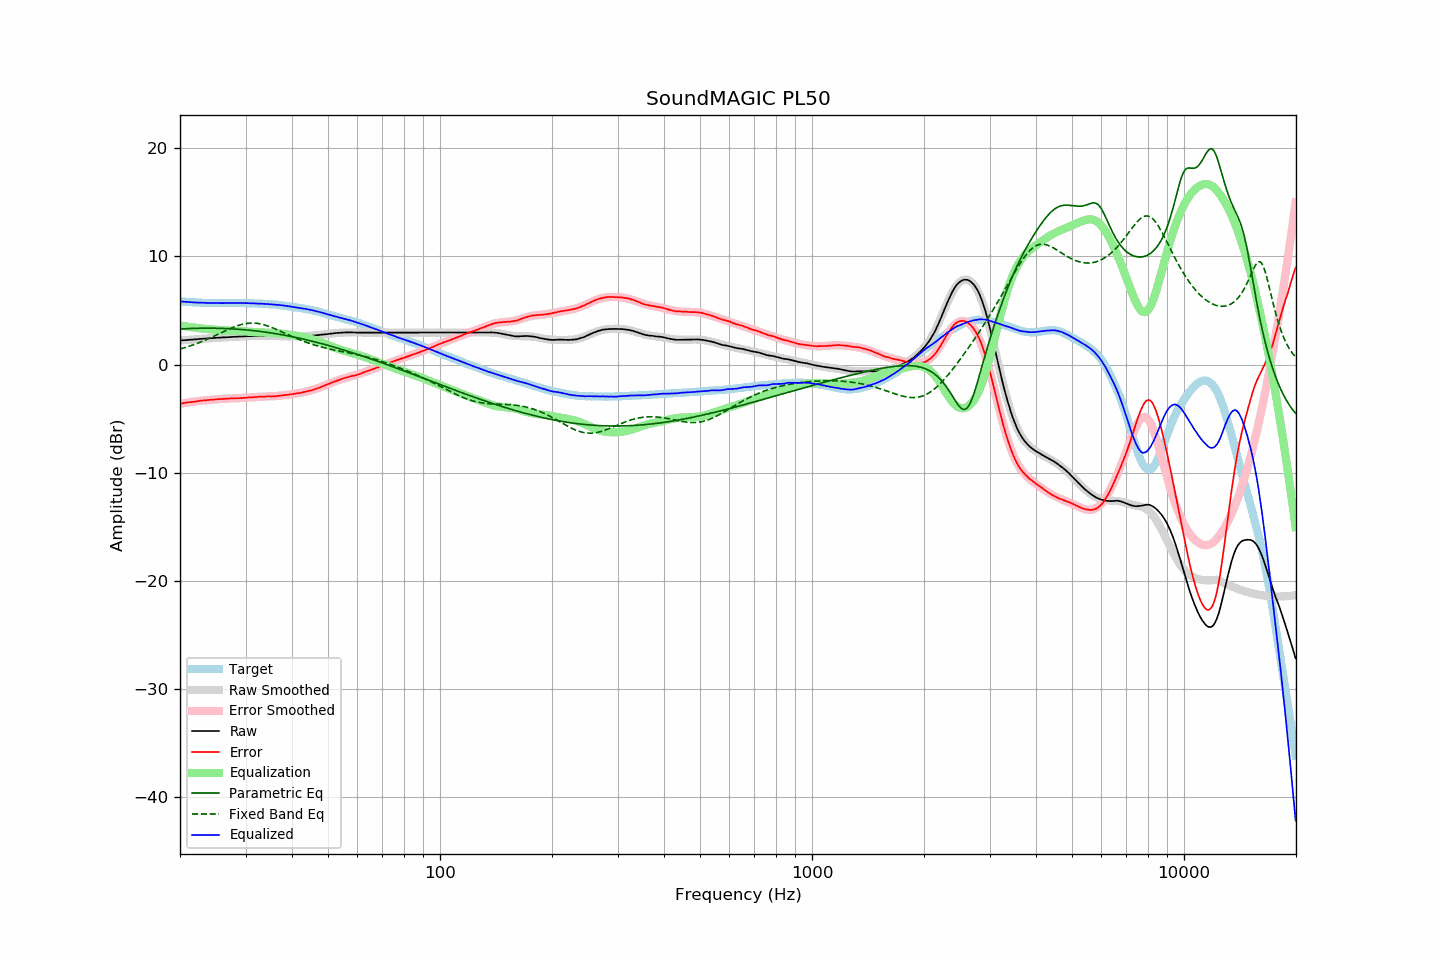 SoundMAGIC PL50
20
10
0
−10
−20
−30
−40
Amplitude (dBr)
Target
Raw Smoothed
Error Smoothed
Raw
Error
Equalization
Parametric Eq
Fixed Band Eq
Equalized
100
1000
10000
Frequency (Hz)